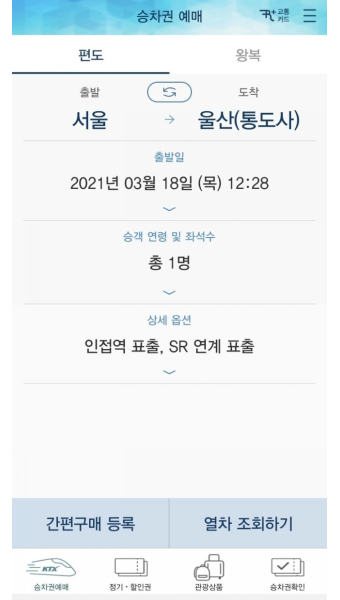 승차권 예매
R+ 교통카드
편도
왕복
출발
도착
서울
→
울산(통도사)
출발일
2021년 03월 18일 (목) 12:28
승객 연령 및 좌석수
총 1명
상세 옵션
인접역 표출, SR 연계 표출
간편구매 등록
열차 조회하기
KTX
승차권예매
정기·할인권
관광상품
승차권확인